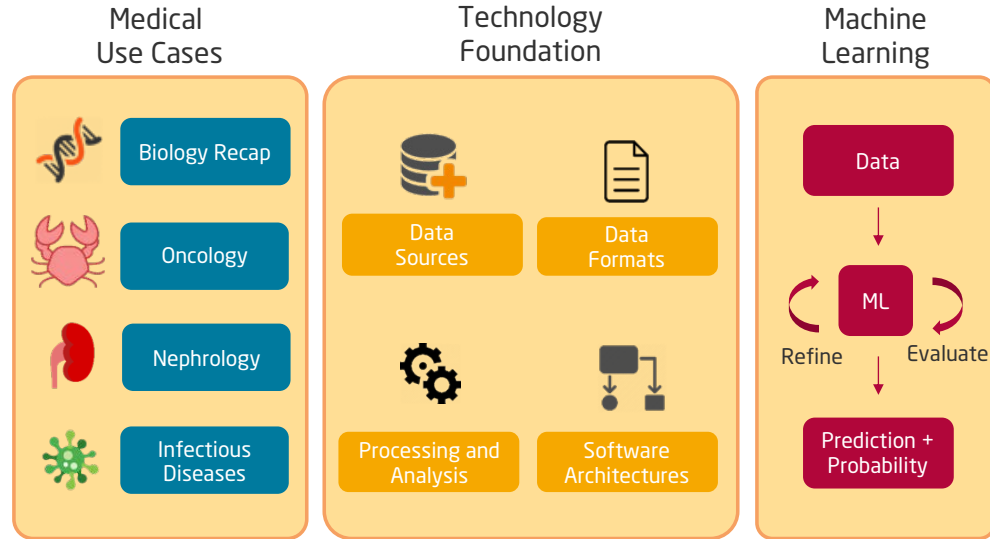 Medical
Use Cases
Technology
Foundation
Machine
Learning
Biology Recap
Oncology
Nephrology
Infectious
Diseases
Data
Sources
Data
Formats
Processing and
Analysis
Software
Architectures
Data
ML
Refine
Evaluate
Prediction +
Probability